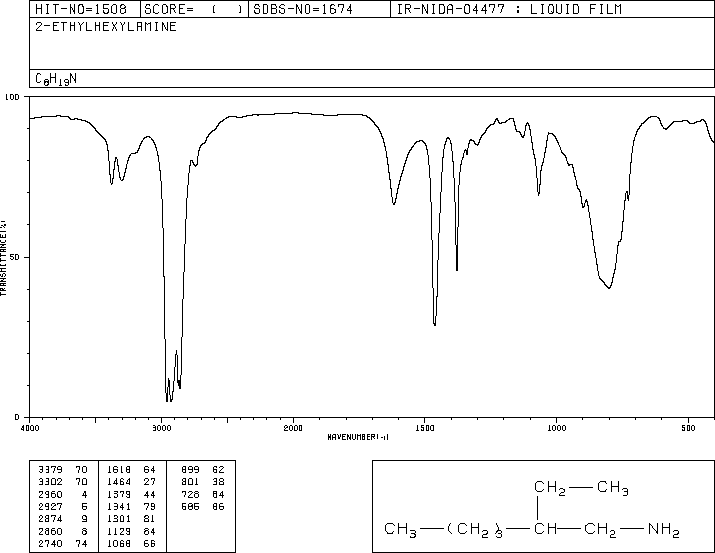 HIT-NO=1508 SCORE= ( ) SDBS-NO=1674 IR-NIDA-04477 : LIQUID FILM
2-ETHYLHEXYLAMINE
C8H19N
100
50
0
TRANSMITTANCE(%)
4000 3000 2000 1500 1000 500
WAVENUMBER(-1)
3379 70 1618 64 899 62
3302 70 1464 27 801 38
2960 4 1379 44 728 64
2927 5 1341 79 585 86
2874 9 1301 81
2860 8 1129 84
2740 74 1068 66
CH2 CH3
CH3 (CH2)3 CH CH2 NH2